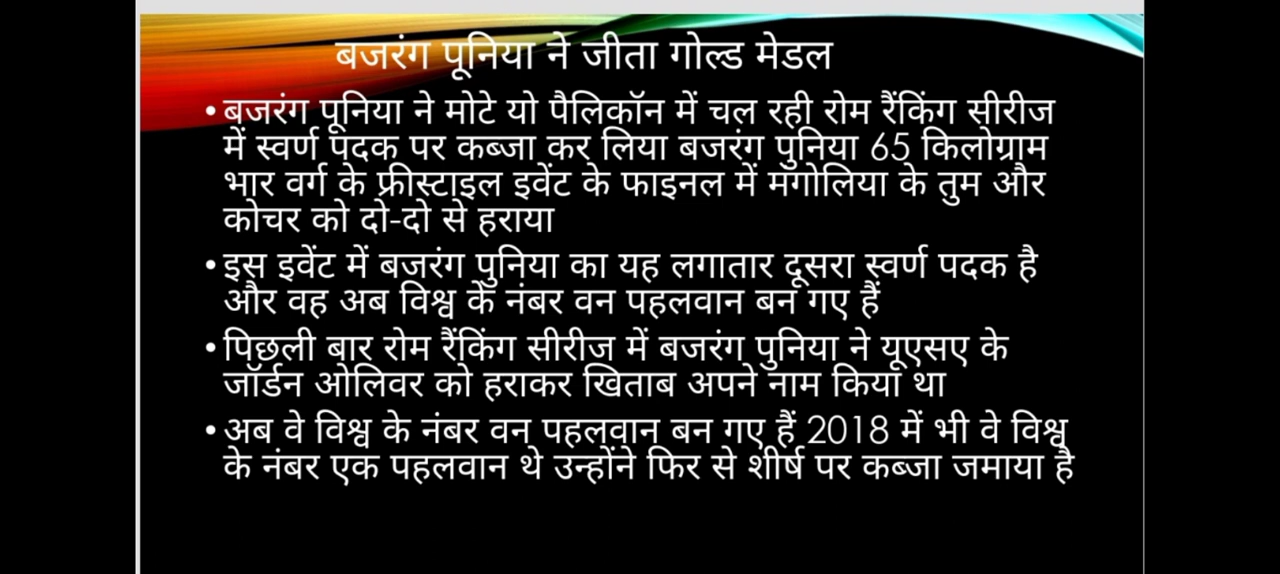 बजरंग पूनिया ने जीता गोल्ड मेडल
•बजरंग पूनिया ने मोटे यो पैलिकॉन में चल रही रोम रैंकिंग सीरीज
में स्वर्ण पदक पर कब्जा कर लिया बजरंग पुनिया 65 किलोग्राम
भार वर्ग के फ्रीस्टाइल इवेंट के फाइनल में मंगोलिया के तुम और
कोचर को दो-दो से हराया
•इस इवेंट में बजरंग पुनिया का यह लगातार दूसरा स्वर्ण पदक है
और वह अब विश्व के नंबर वन पहलवान बन गए हैं
•पिछली बार रोम रैंकिंग सीरीज में बजरंग पुनिया ने यूएसए के
जॉर्डन ओलिवर को हराकर खिताब अपने नाम किया था
•अब वे विश्व के नंबर वन पहलवान बन गए हैं 2018 में भी वे विश्व
के नंबर एक पहलवान थे उन्होंने फिर से शीर्ष पर कब्जा जमाया है